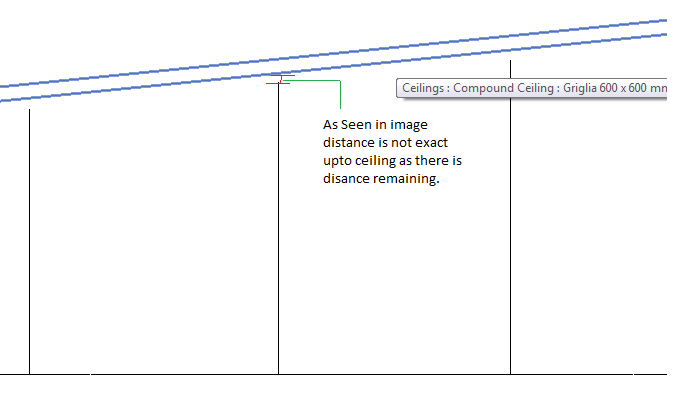 Ceilings : Compound Ceiling : Griglia 600 x 600 mm
As Seen in image
distance is not exact
upto ceiling as there is
disance remaining.